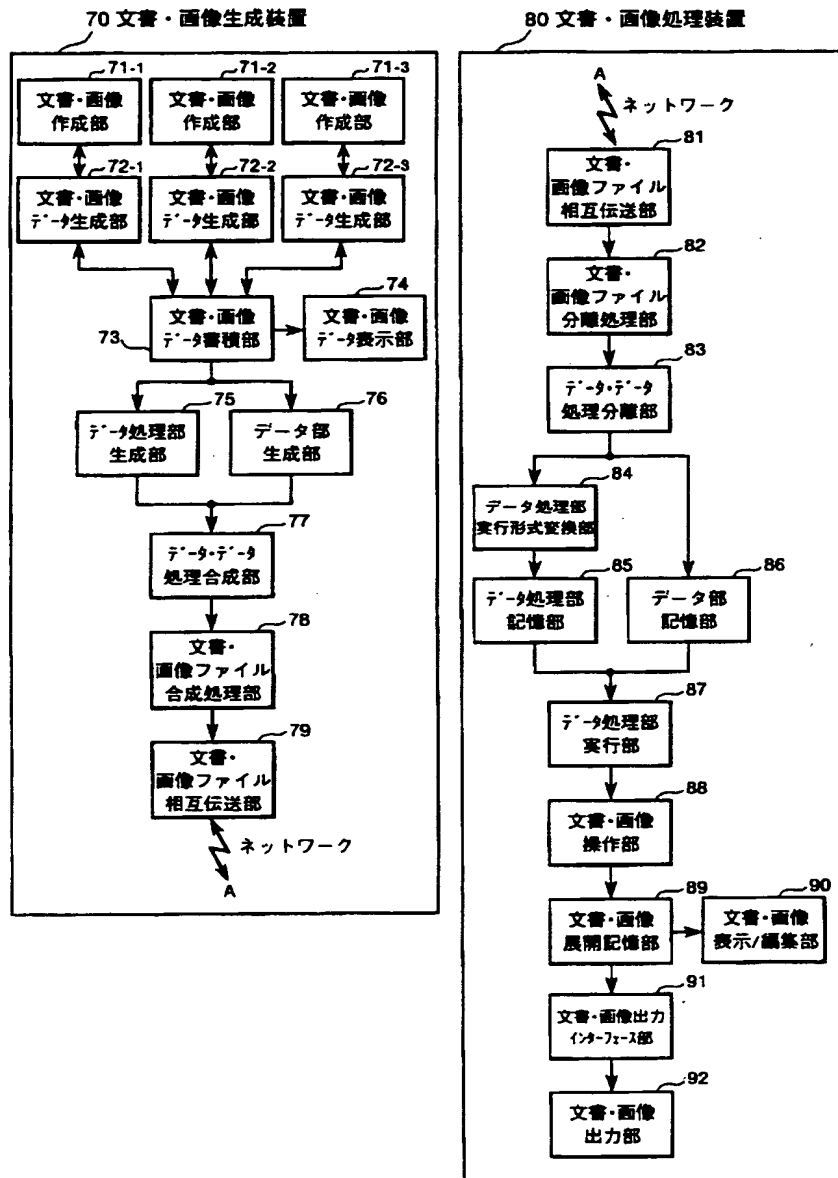 70 文書・画像生成装置
71-1
文書・画像
作成部
71-2
文書・画像
作成部
71-3
文書・画像
作成部
72-1
文書・画像
データ生成部
72-2
文書・画像
データ生成部
72-3
文書・画像
データ生成部
73
文書・画像
データ書積部
74
文書・画像
データ表示部
75
データ処理部
生成部
76
データ部
生成部
77
データ・データ
処理合成部
78
文書・
画像ファイル
合成処理部
79
文書・
画像ファイル
相互伝送部
ネットワーク
A
80 文書・画像処理装置
A
ネットワーク
81
文書・
画像ファイル
相互伝送部
82
文書・
画像ファイル
分離処理部
83
データ・データ
処理分離部
84
データ処理部
実行形式変換部
85
データ処理部
記憶部
86
データ部
記憶部
87
データ処理部
実行部
88
文書・画像
操作部
89
文書・画像
展開記憶部
90
文書・画像
表示/編集部
91
文書・画像出力
インターフェース部
92
文書・画像
出力部